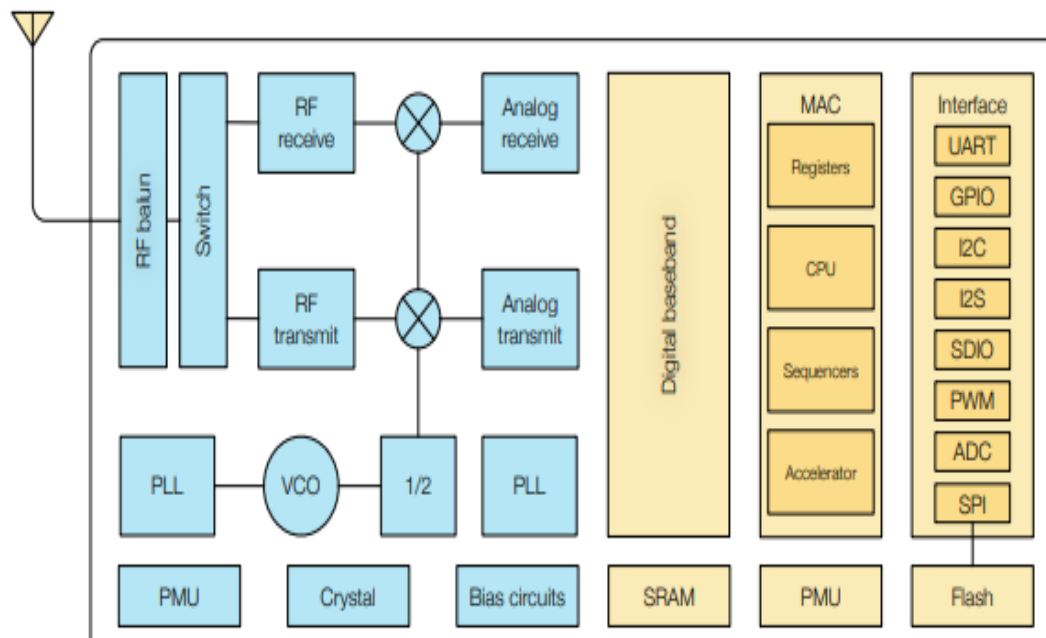 RF balun
Switch
RF
receive
Analog
receive
RF
transmit
Analog
transmit
PLL
VCO
1/2
PLL
PMU
Crystal
Bias circuits
Digital baseband
SRAM
MAC
Registers
CPU
Sequencers
Accelerator
PMU
Interface
UART
GPIO
I2C
I2S
SDIO
PWM
ADC
SPI
Flash